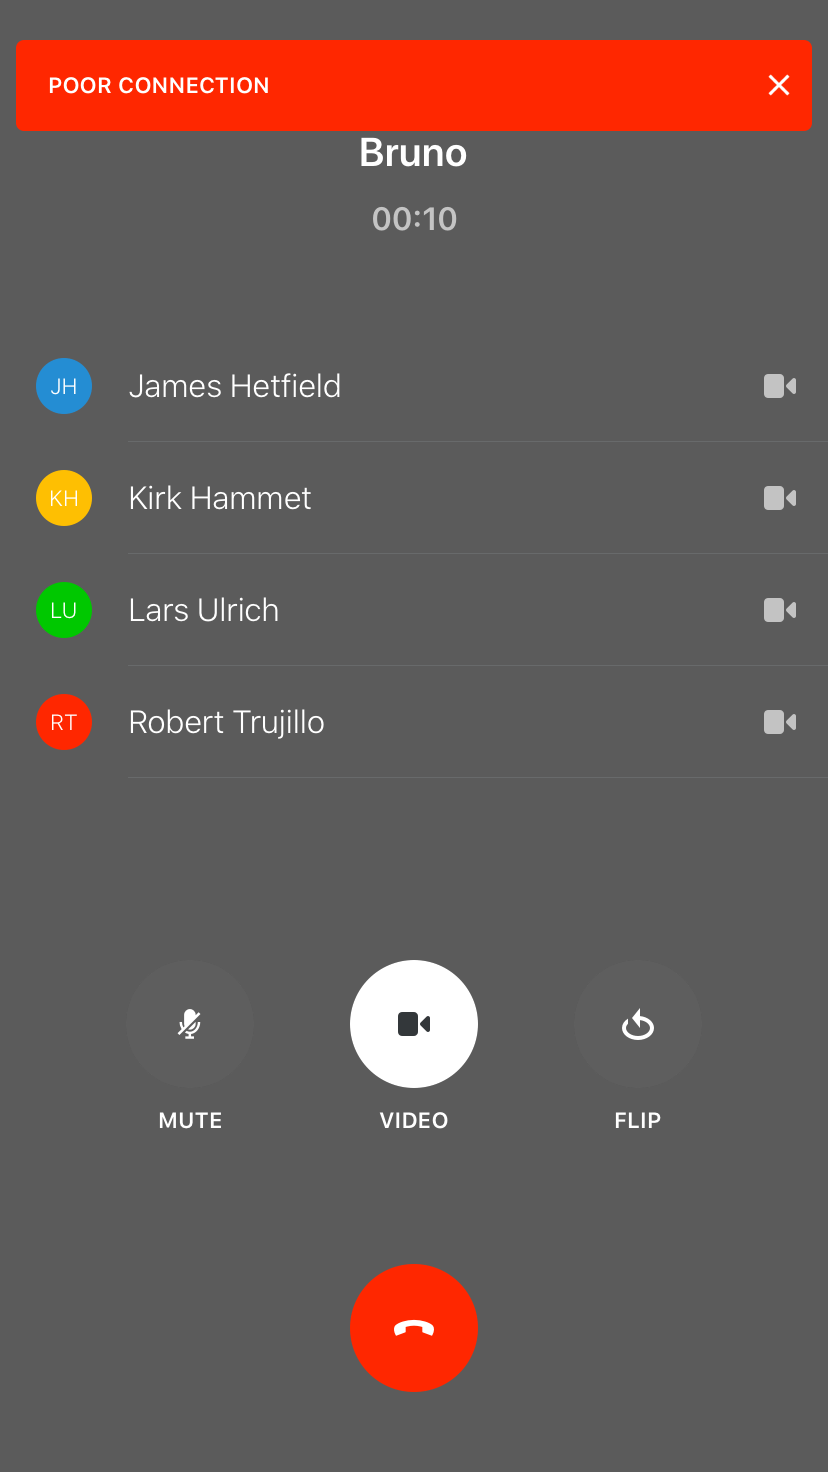 POOR CONNECTION
Bruno
00:10
JH James Hetfield
KH Kirk Hammet
LU Lars Ulrich
RT Robert Trujillo
MUTE VIDEO FLIP